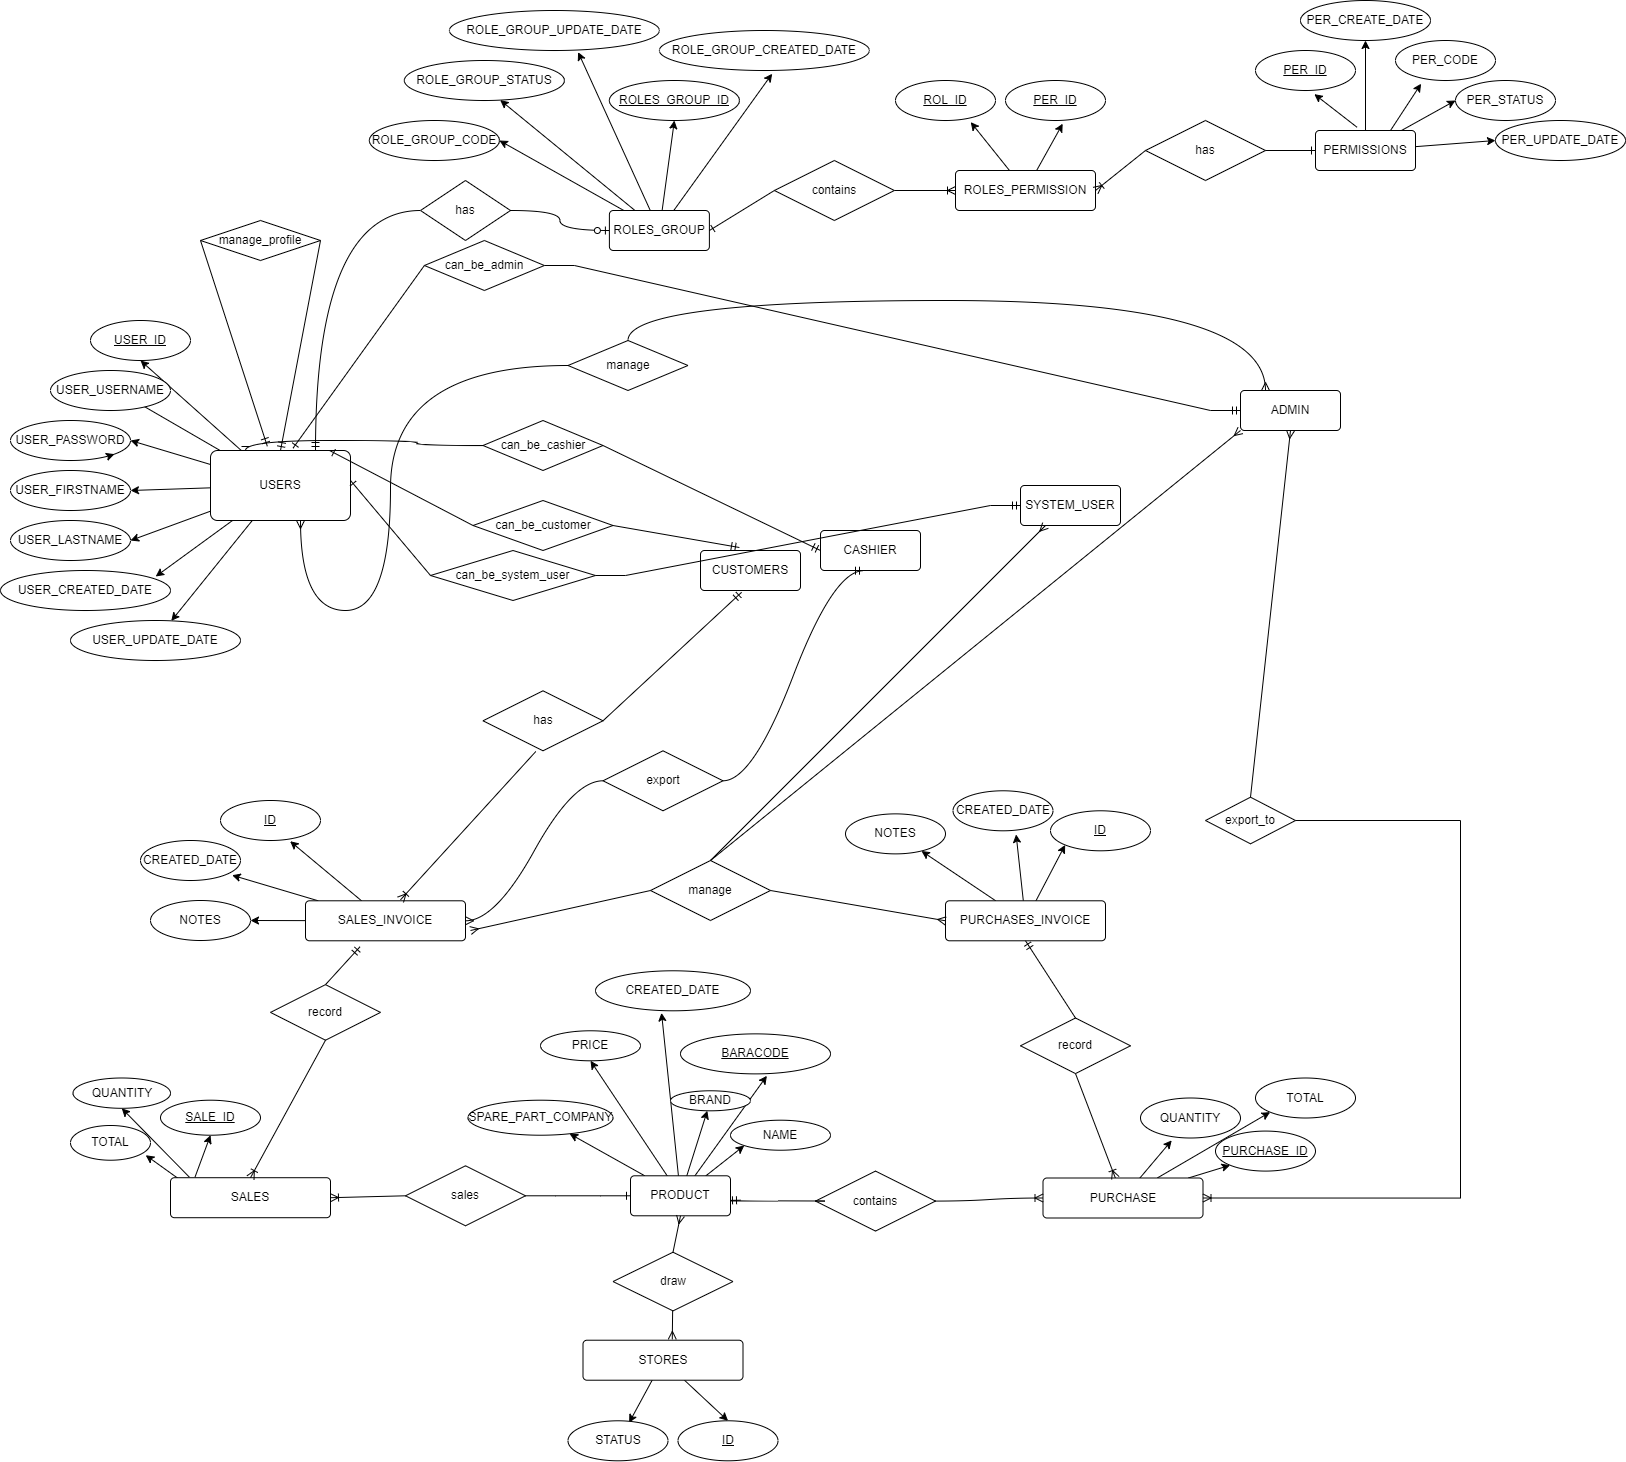 PER_CREATE_DATE
ROLE_GROUP_UPDATE_DATE
ROLE_GROUP_CREATED_DATE
PER_ID
PER_CODE
ROLE_GROUP_STATUS
ROLES_GROUP_ID
ROL_ID
PER_ID
PER_STATUS
ROLE_GROUP_CODE
PER_UPDATE_DATE
has
PERMISSIONS
contains
ROLES_PERMISSION
has
ROLES_GROUP
manage_profile
can_be_admin
USER_ID
manage
USER_USERNAME
ADMIN
USER_PASSWORD
can_be_cashier
USERS
USER_FIRSTNAME
SYSTEM_USER
can_be_customer
USER_LASTNAME
CASHIER
CUSTOMERS
can_be_system_user
USER_CREATED_DATE
USER_UPDATE_DATE
has
export
ID
CREATED_DATE
ID
export_to
NOTES
CREATED_DATE
manage
NOTES
SALES_INVOICE
PURCHASES_INVOICE
CREATED_DATE
record
PRICE
BARACODE
record
QUANTITY
BRAND
TOTAL
SALE_ID
SPARE_PART_COMPANY
QUANTITY
NAME
TOTAL
PURCHASE_ID
SALES
sales
PRODUCT
contains
PURCHASE
draw
STORES
STATUS
ID